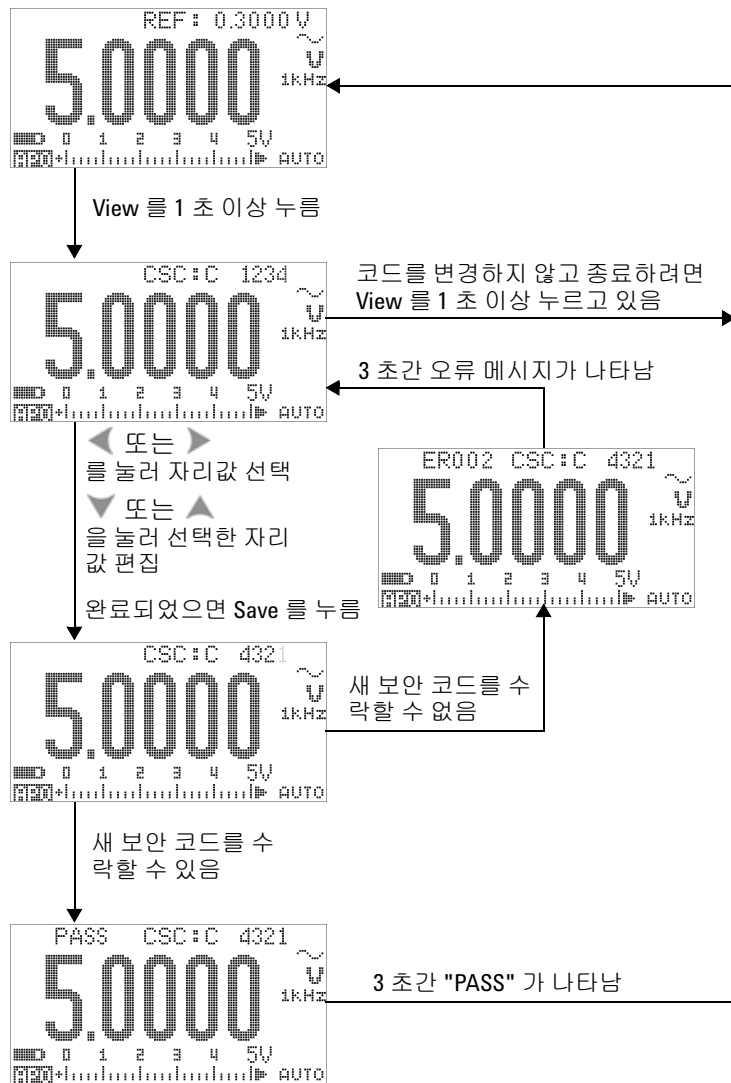 REF: 0.3000 V
5.0000
V
1kHz
0 1 2 3 4 5V
APO AUTO
View 를 1 초 이상 누름
CSC:C 1234
5.0000
V
1kHz
0 1 2 3 4 5V
APO AUTO
코드를 변경하지 않고 종료하려면
View 를 1 초 이상 누르고 있음
3 초간 오류 메시지가 나타남
또는
를 눌러 자리값 선택
또는
을 눌러 선택한 자리
값 편집
완료되었으면 Save 를 누름
ER002 CSC:C 4321
5.0000
V
1kHz
0 1 2 3 4 5V
APO AUTO
CSC:C 4321
5.0000
V
1kHz
0 1 2 3 4 5V
APO AUTO
새 보안 코드를 수
락할 수 없음
새 보안 코드를 수
락할 수 있음
PASS CSC:C 4321
5.0000
V
1kHz
0 1 2 3 4 5V
APO AUTO
3 초간 "PASS" 가 나타남